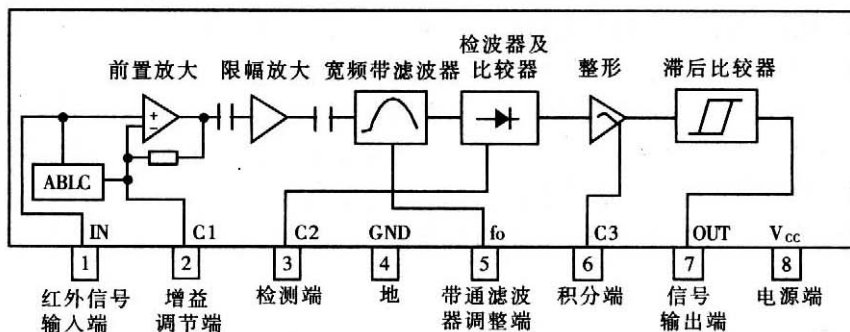 前置放大
限幅放大
宽频带滤波器
检波器及
比较器
整形
滞后比较器
+
−
ABLC
IN
C1
C2
GND
fo
C3
OUT
VCC
1
2
3
4
5
6
7
8
红外信号
输入端
增益
调节端
检测端
地
带通滤波
器调整端
积分端
信号
输出端
电源端